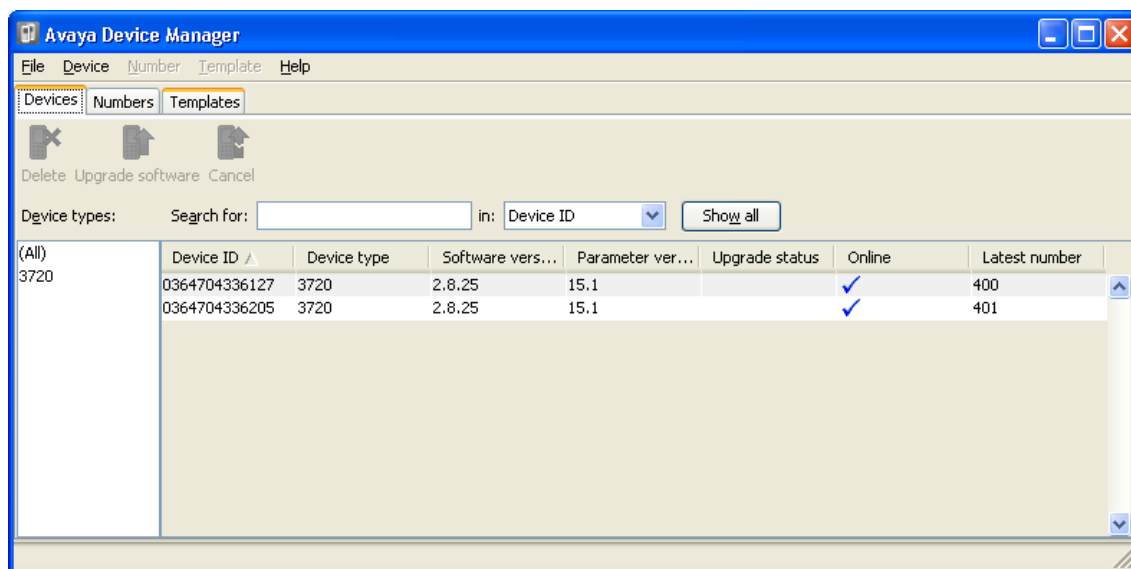 Avaya Device Manager
File Device Number Template Help
Devices Numbers Templates
Delete Upgrade software Cancel
Device types: Search for: in: Device ID Show all
(All) Device ID Device type Software vers... Parameter ver... Upgrade status Online Latest number
3720 0364704336127 3720 2.8.25 15.1 400
0364704336205 3720 2.8.25 15.1 401